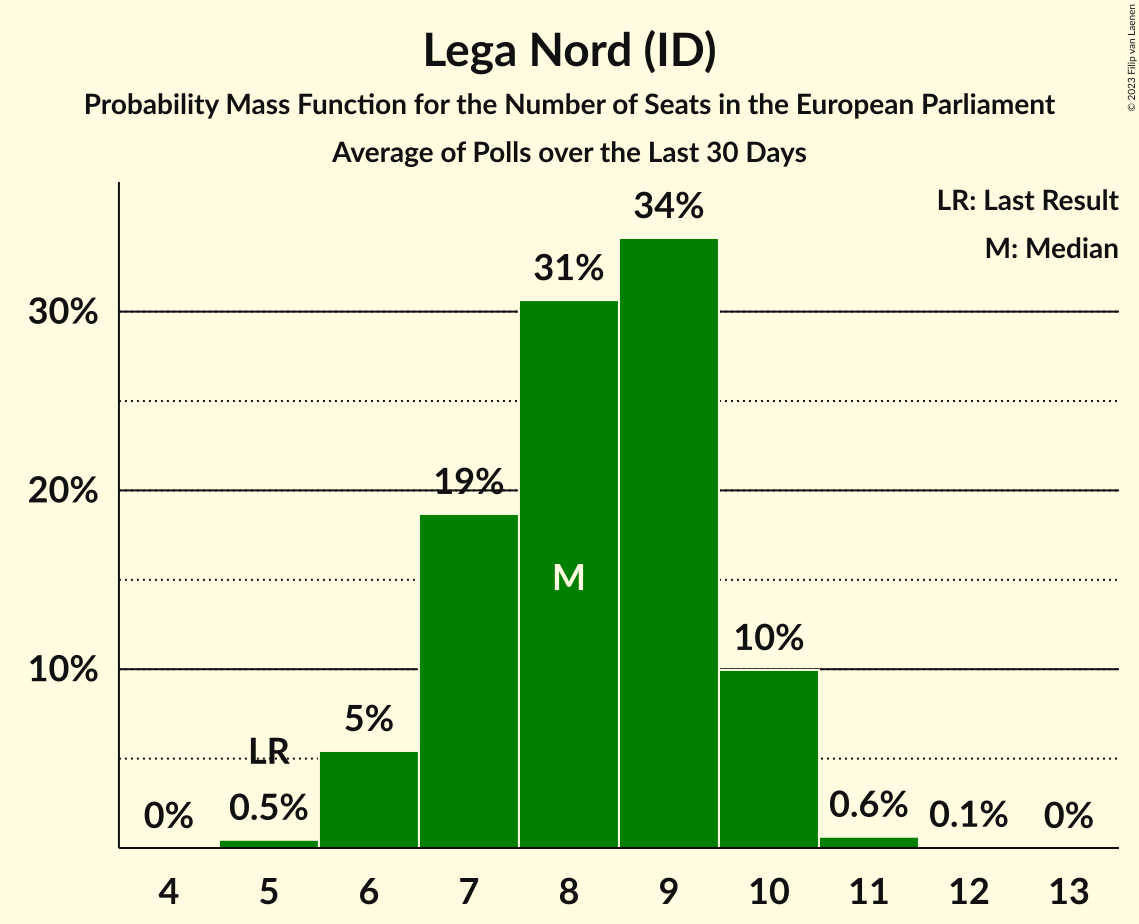 Lega Nord (ID)
Probability Mass Function for the Number of Seats in the European Parliament
Average of Polls over the Last 30 Days
© 2023 Filip van Laenen
LR: Last Result
M: Median
34%
31%
30%
19%
20%
M
10%
10%
5%
LR
0%
0.5%
0.6%
0.1%
0%
4 5 6 7 8 9 10 11 12 13